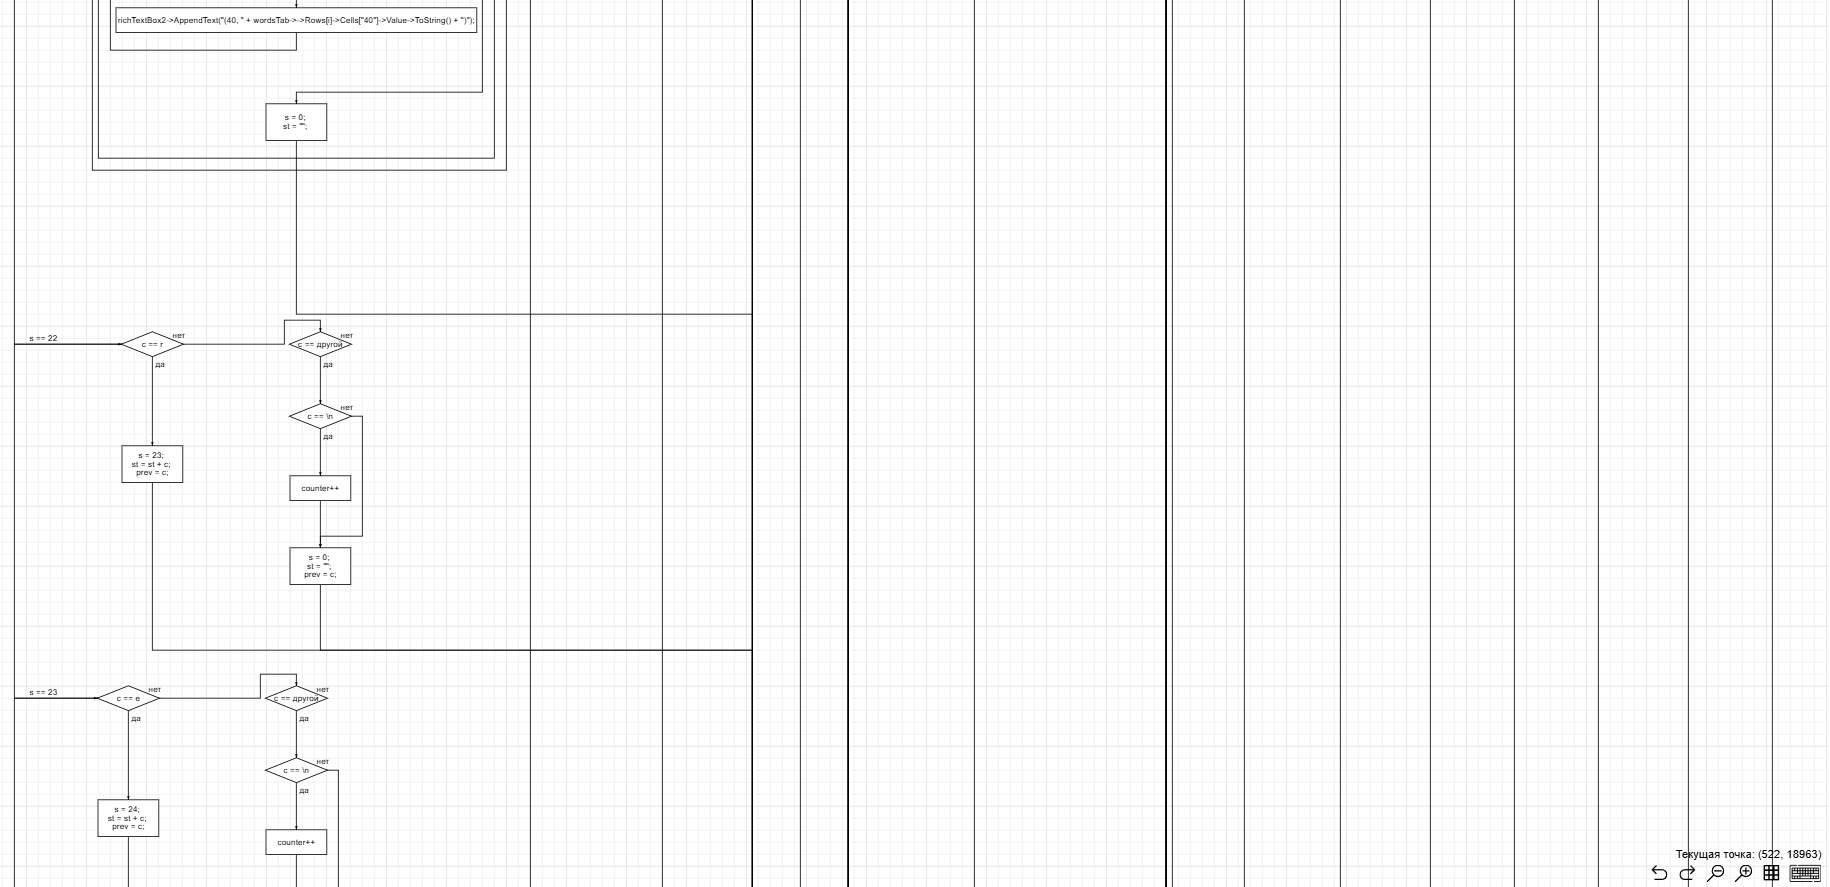 richTextBox2->AppendText("(40, " + wordsTab->->Rows[i]->Cells["40"]->Value->ToString() + ")");
s = 0;
st = "";
s == 22
c == r
нет
да
c == другой
нет
да
c == \n
нет
да
s = 23;
st = st + c;
prev = c;
counter++
s = 0;
st = "";
prev = c;
s == 23
c == e
нет
да
c == другой
нет
да
c == \n
нет
да
s = 24;
st = st + c;
prev = c;
counter++
Текущая точка: (522, 18963)